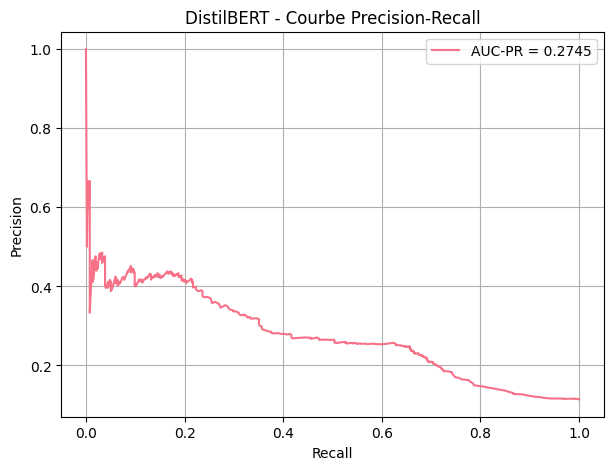 DistilBERT - Courbe Precision-Recall
AUC-PR = 0.2745
Precision
1.0
0.8
0.6
0.4
0.2
0.0 0.2 0.4 0.6 0.8 1.0
Recall